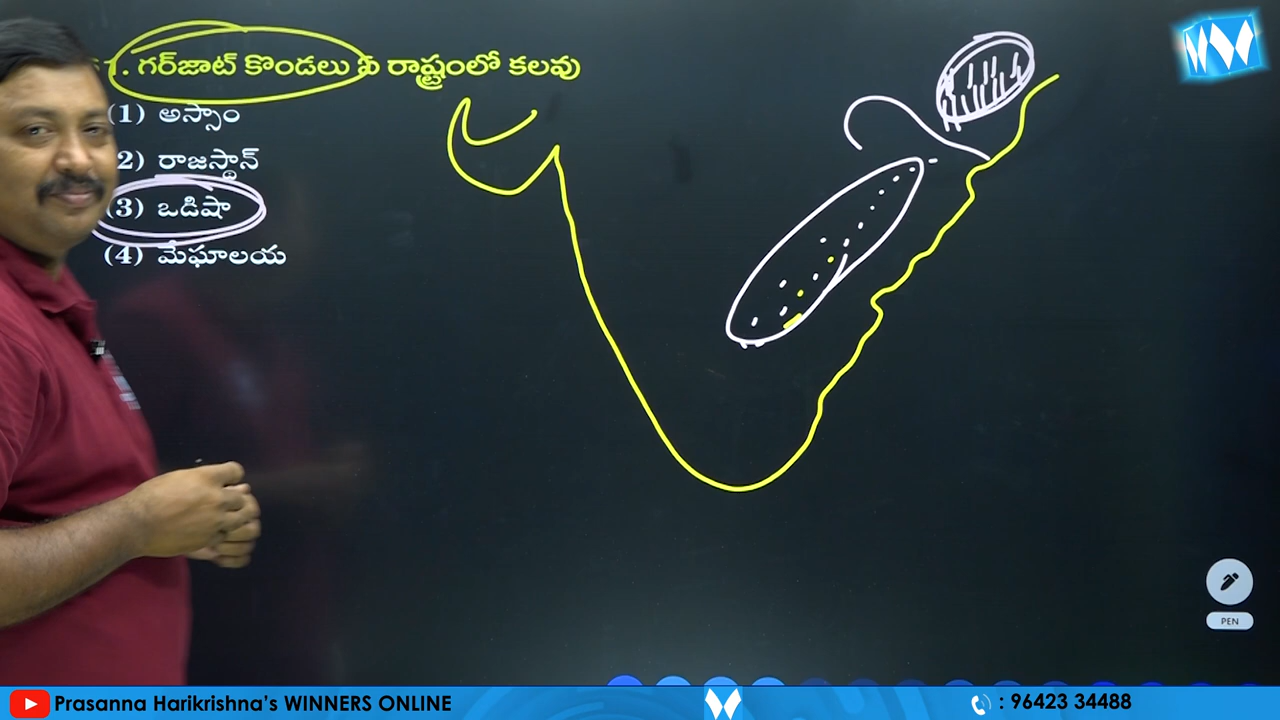 1. గర్‌జాట్ కొండలు ఏ రాష్ట్రంలో కలవు
(1) అస్సాం
2) రాజస్థాన్
(3) ఒడిషా
(4) మేఘాలయ
PEN
Prasanna Harikrishna's WINNERS ONLINE
: 96423 34488